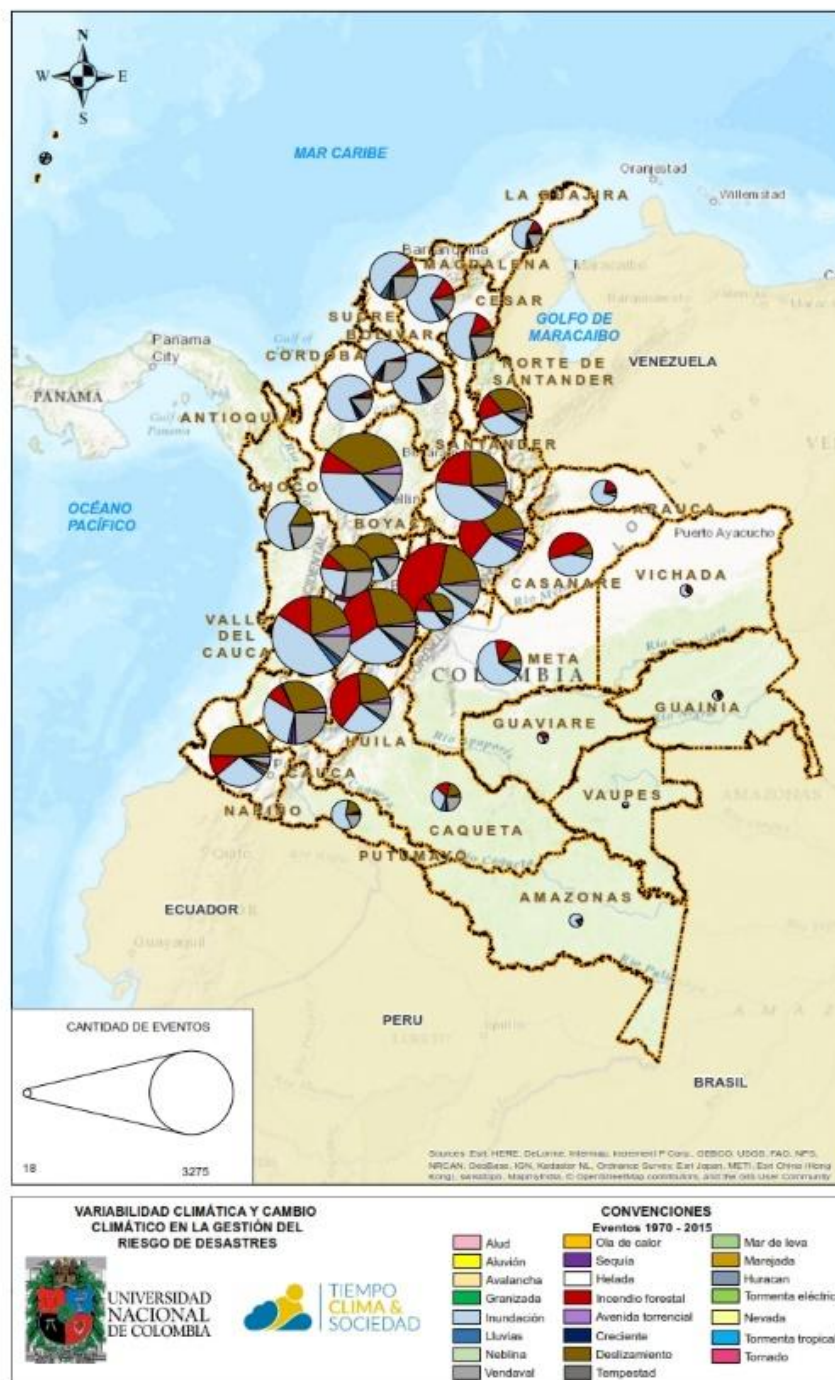 N
W E
S
MAR CARIBE
Oranjestad
Willemstad
LA GUAJIRA
MAGDALENA
CESAR
SUCRE
BOLIVAR
GOLFO DE
MARACAIBO
Maracaibo
Panama
City
CORDOBA
NORTE DE
SANTANDER
VENEZUELA
PANAMÁ
ANTIOQUIA
SANTANDER
OCÉANO
PACÍFICO
CHOCO
BOYACA
ARAUCA
Puerto Ayacucho
CASANARE
VICHADA
VALLE
DEL
CAUCA
META
COLOMBIA
GUAINIA
GUAVIARE
HUILA
CAUCA
VAUPES
NARIÑO
CAQUETA
PUTUMAYO
AMAZONAS
ECUADOR
Quito
Guayaquil
PERU
BRASIL
CANTIDAD DE EVENTOS
18 3275
VARIABILIDAD CLIMÁTICA Y CAMBIO
CLIMÁTICO EN LA GESTIÓN DEL
RIESGO DE DESASTRES
UNIVERSIDAD
NACIONAL
DE COLOMBIA
TIEMPO
CLIMA &
SOCIEDAD
CONVENCIONES
Eventos 1970 - 2015
Alud
Aluvión
Avalancha
Granizada
Inundación
Lluvias
Neblina
Vendaval
Ola de calor
Sequía
Helada
Incendio forestal
Avenida torrencial
Creciente
Deslizamiento
Tempestad
Mar de leva
Marejada
Huracan
Tormenta eléctric
Nevada
Tormenta tropical
Tornado